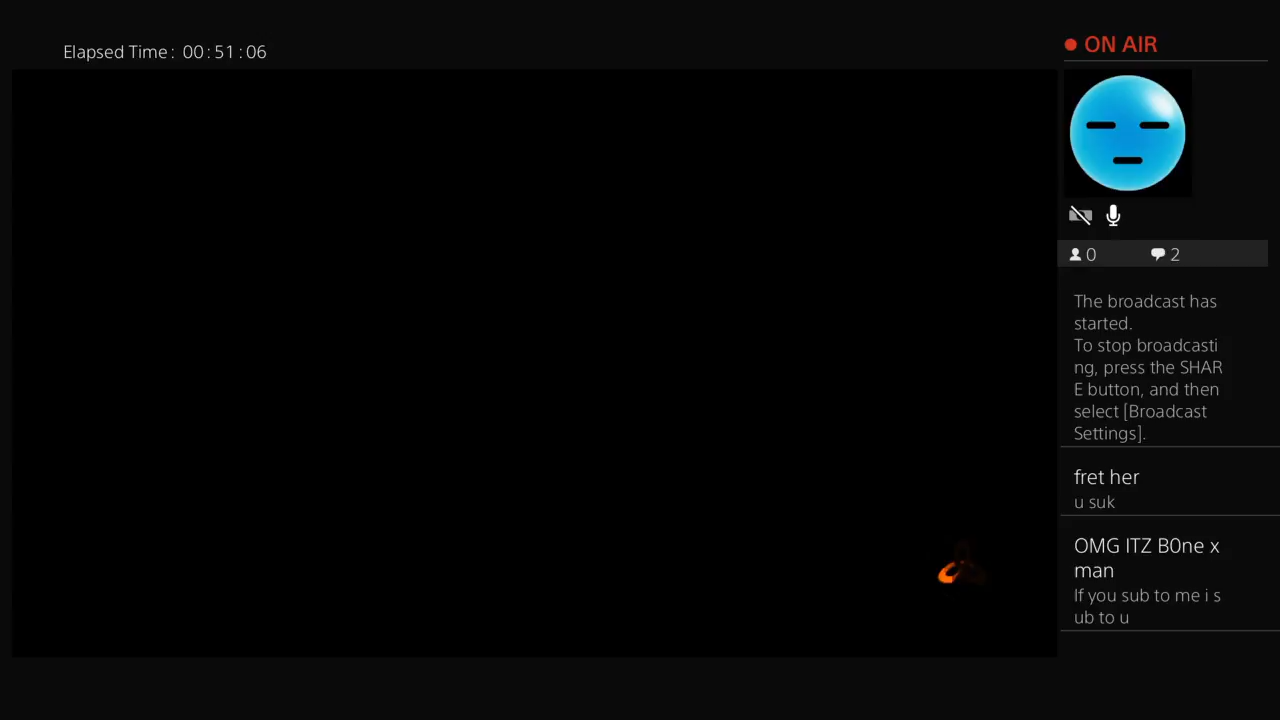 Elapsed Time: 00:51:06
ON AIR
0 2
The broadcast has
started.
To stop broadcasti
ng, press the SHAR
E button, and then
select [Broadcast
Settings].
fret her
u suk
OMG ITZ B0ne x
man
If you sub to me i s
ub to u